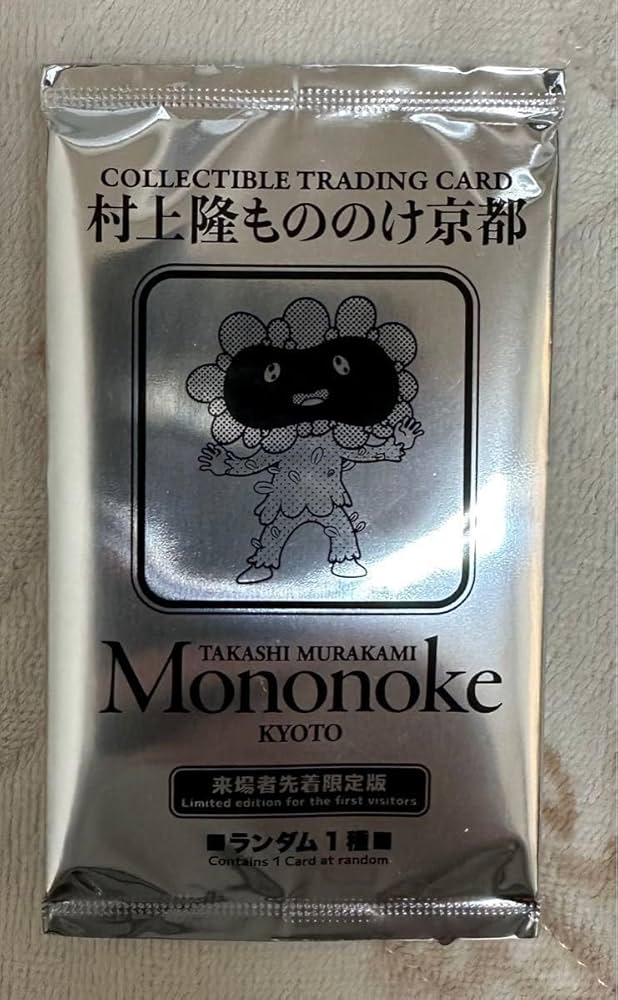 COLLECTIBLE TRADING CARD
村上隆もののけ京都
TAKASHI MURAKAMI
Mononoke
KYOTO
来場者先着限定版
Limited edition for the first visitors
■ランダム1種■
Contains 1 Card at random